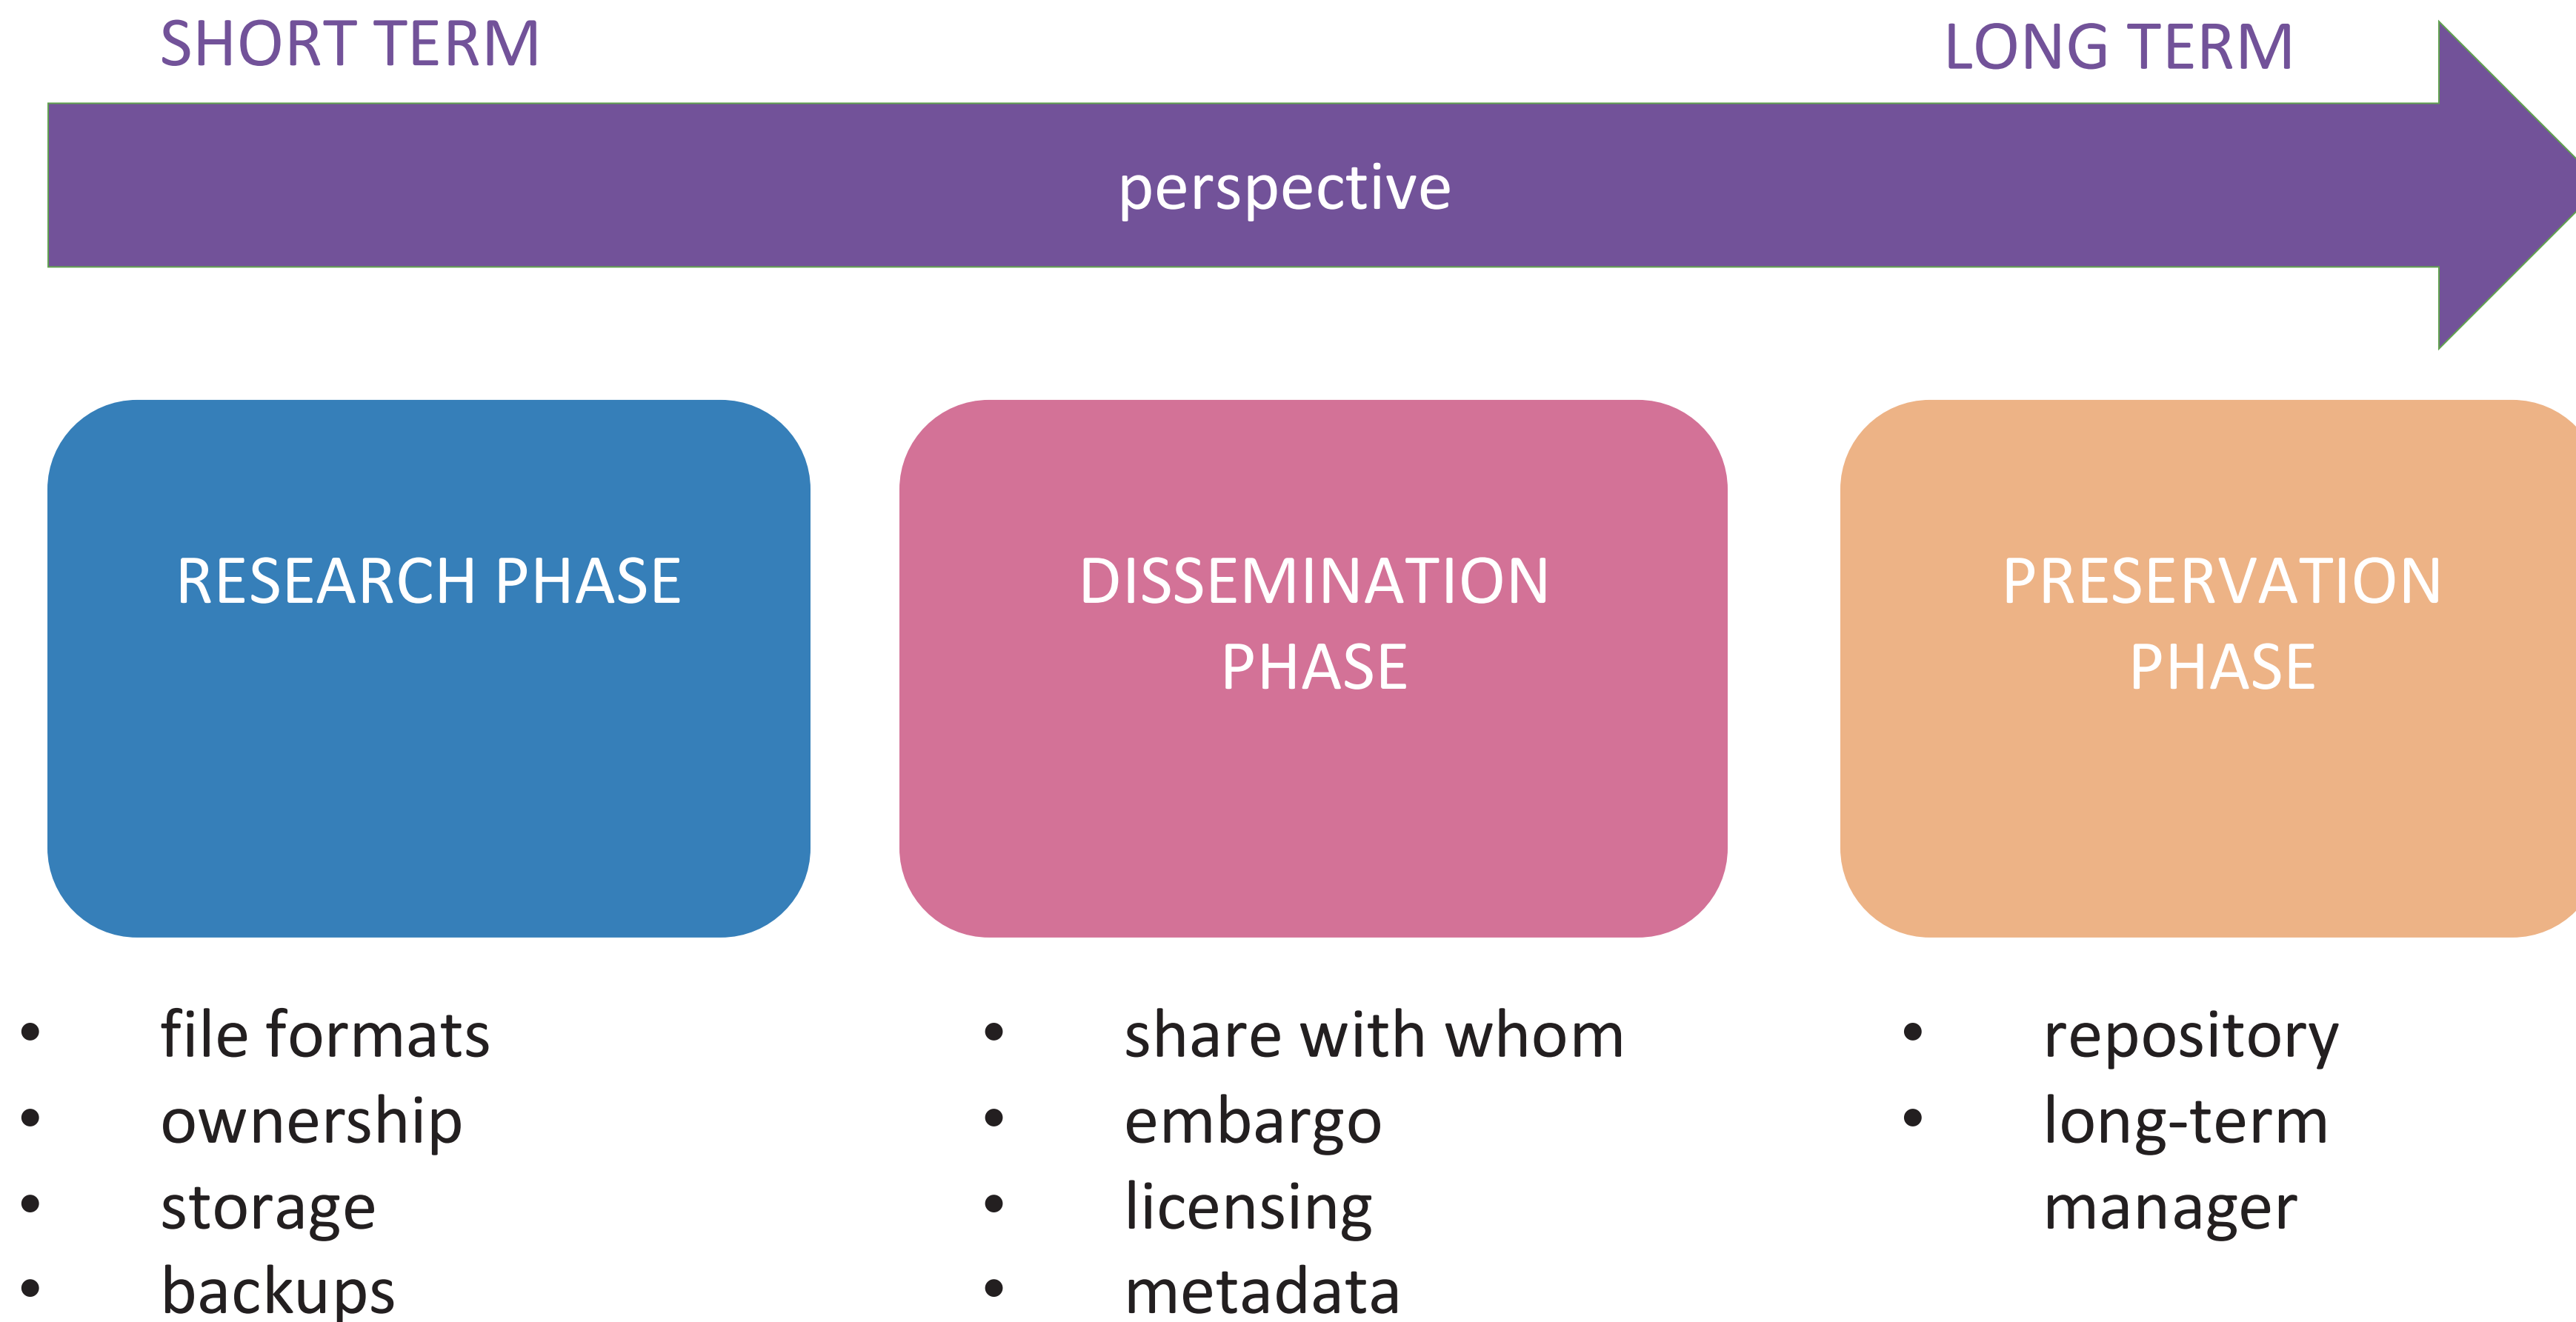 SHORT TERM
LONG TERM
perspective
RESEARCH PHASE
DISSEMINATION
PHASE
PRESERVATION
PHASE
• file formats
• ownership
• storage
• backups
• share with whom
• embargo
• licensing
• metadata
• repository
• long-term
manager